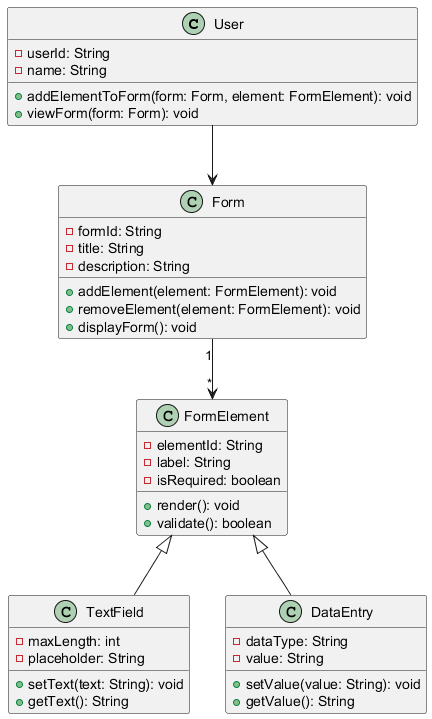 C User
userId: String
name: String
addElementToForm(form: Form, element: FormElement): void
viewForm(form: Form): void
C Form
formId: String
title: String
description: String
addElement(element: FormElement): void
removeElement(element: FormElement): void
displayForm(): void
1
*
C FormElement
elementId: String
label: String
isRequired: boolean
render(): void
validate(): boolean
C TextField
maxLength: int
placeholder: String
setText(text: String): void
getText(): String
C DataEntry
dataType: String
value: String
setValue(value: String): void
getValue(): String